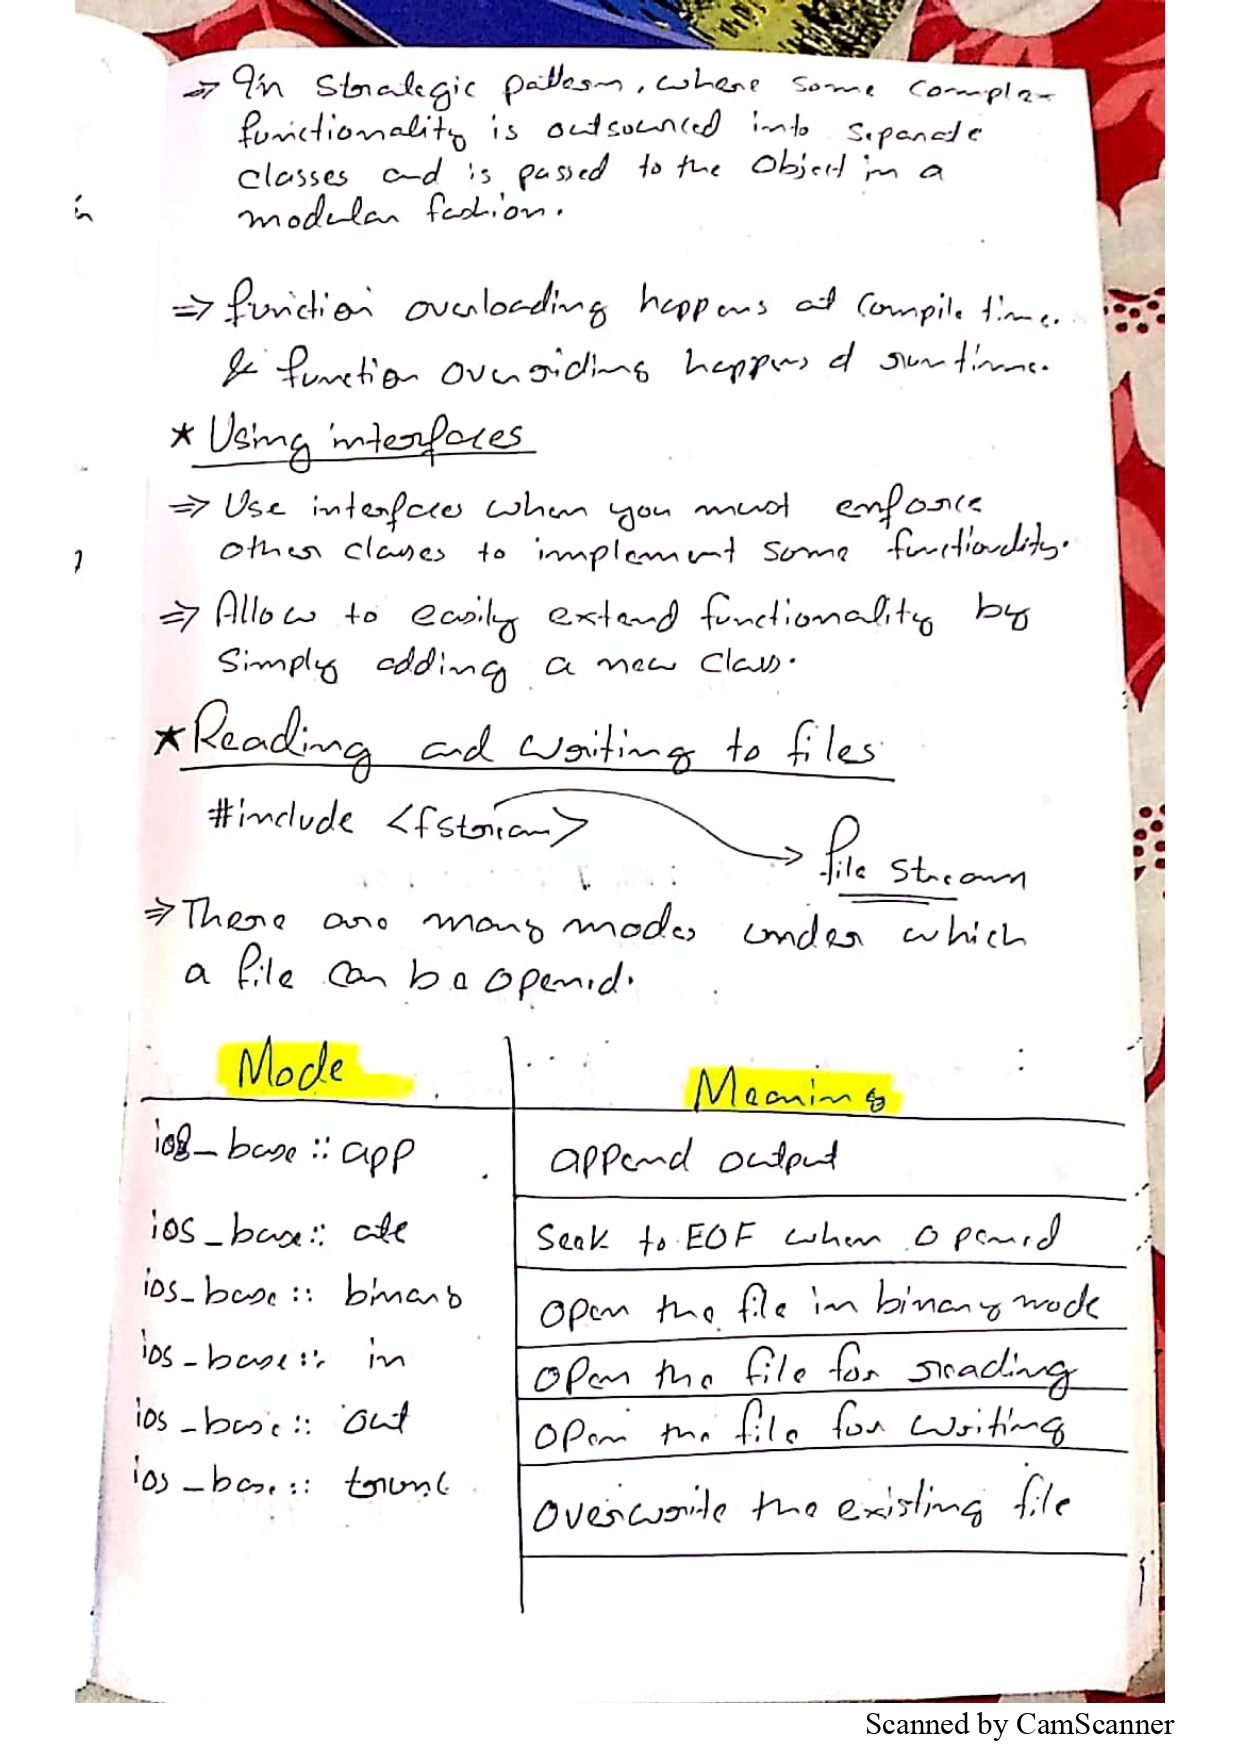 ⇒ In Strategic pattern, where some complex
functionality is outsourced into separate
classes and is passed to the Object in a
modular fashion.
⇒ function overloading happens at compile time.
& function overriding happens at runtime.
* Using interfaces
⇒ Use interfaces when you must enforce
other classes to implement some functionality.
⇒ Allow to easily extend functionality by
Simply adding a new class.
* Reading and writing to files
#include <fstream> → file stream
⇒ There are many modes under which
a file can be opened.
Mode Meaning
ios_base :: app append output
ios_base :: ate Seek to EOF when opened
ios_base :: binary open the file in binary mode
ios_base :: in open the file for reading
ios_base :: out open the file for writing
ios_base :: trunc overwrite the existing file
Scanned by CamScanner